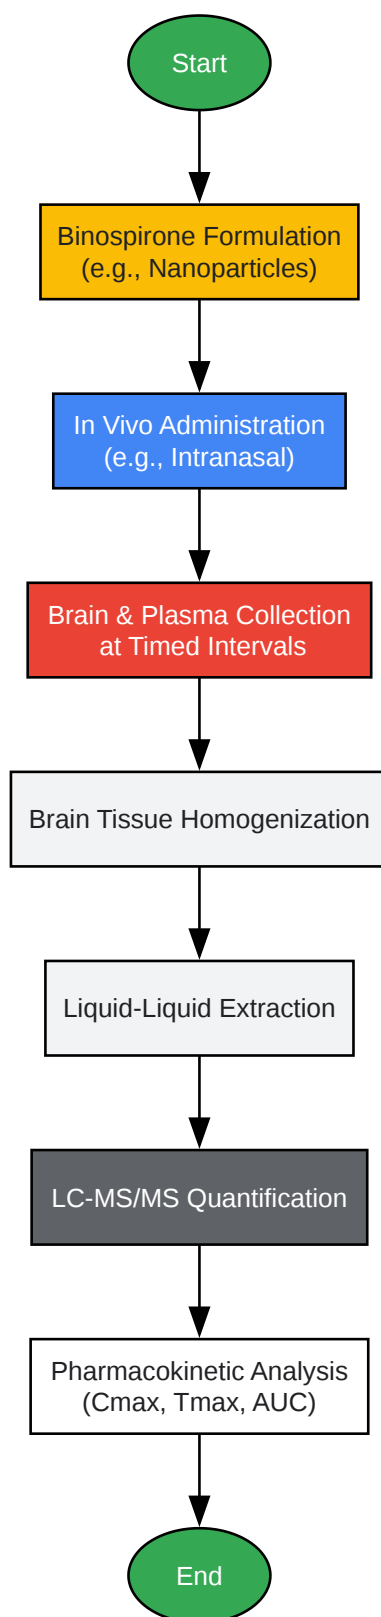 Start
Binospirone Formulation
(e.g., Nanoparticles)
In Vivo Administration
(e.g., Intranasal)
Brain & Plasma Collection
at Timed Intervals
Brain Tissue Homogenization
Liquid-Liquid Extraction
LC-MS/MS Quantification
Pharmacokinetic Analysis
(Cmax, Tmax, AUC)
End